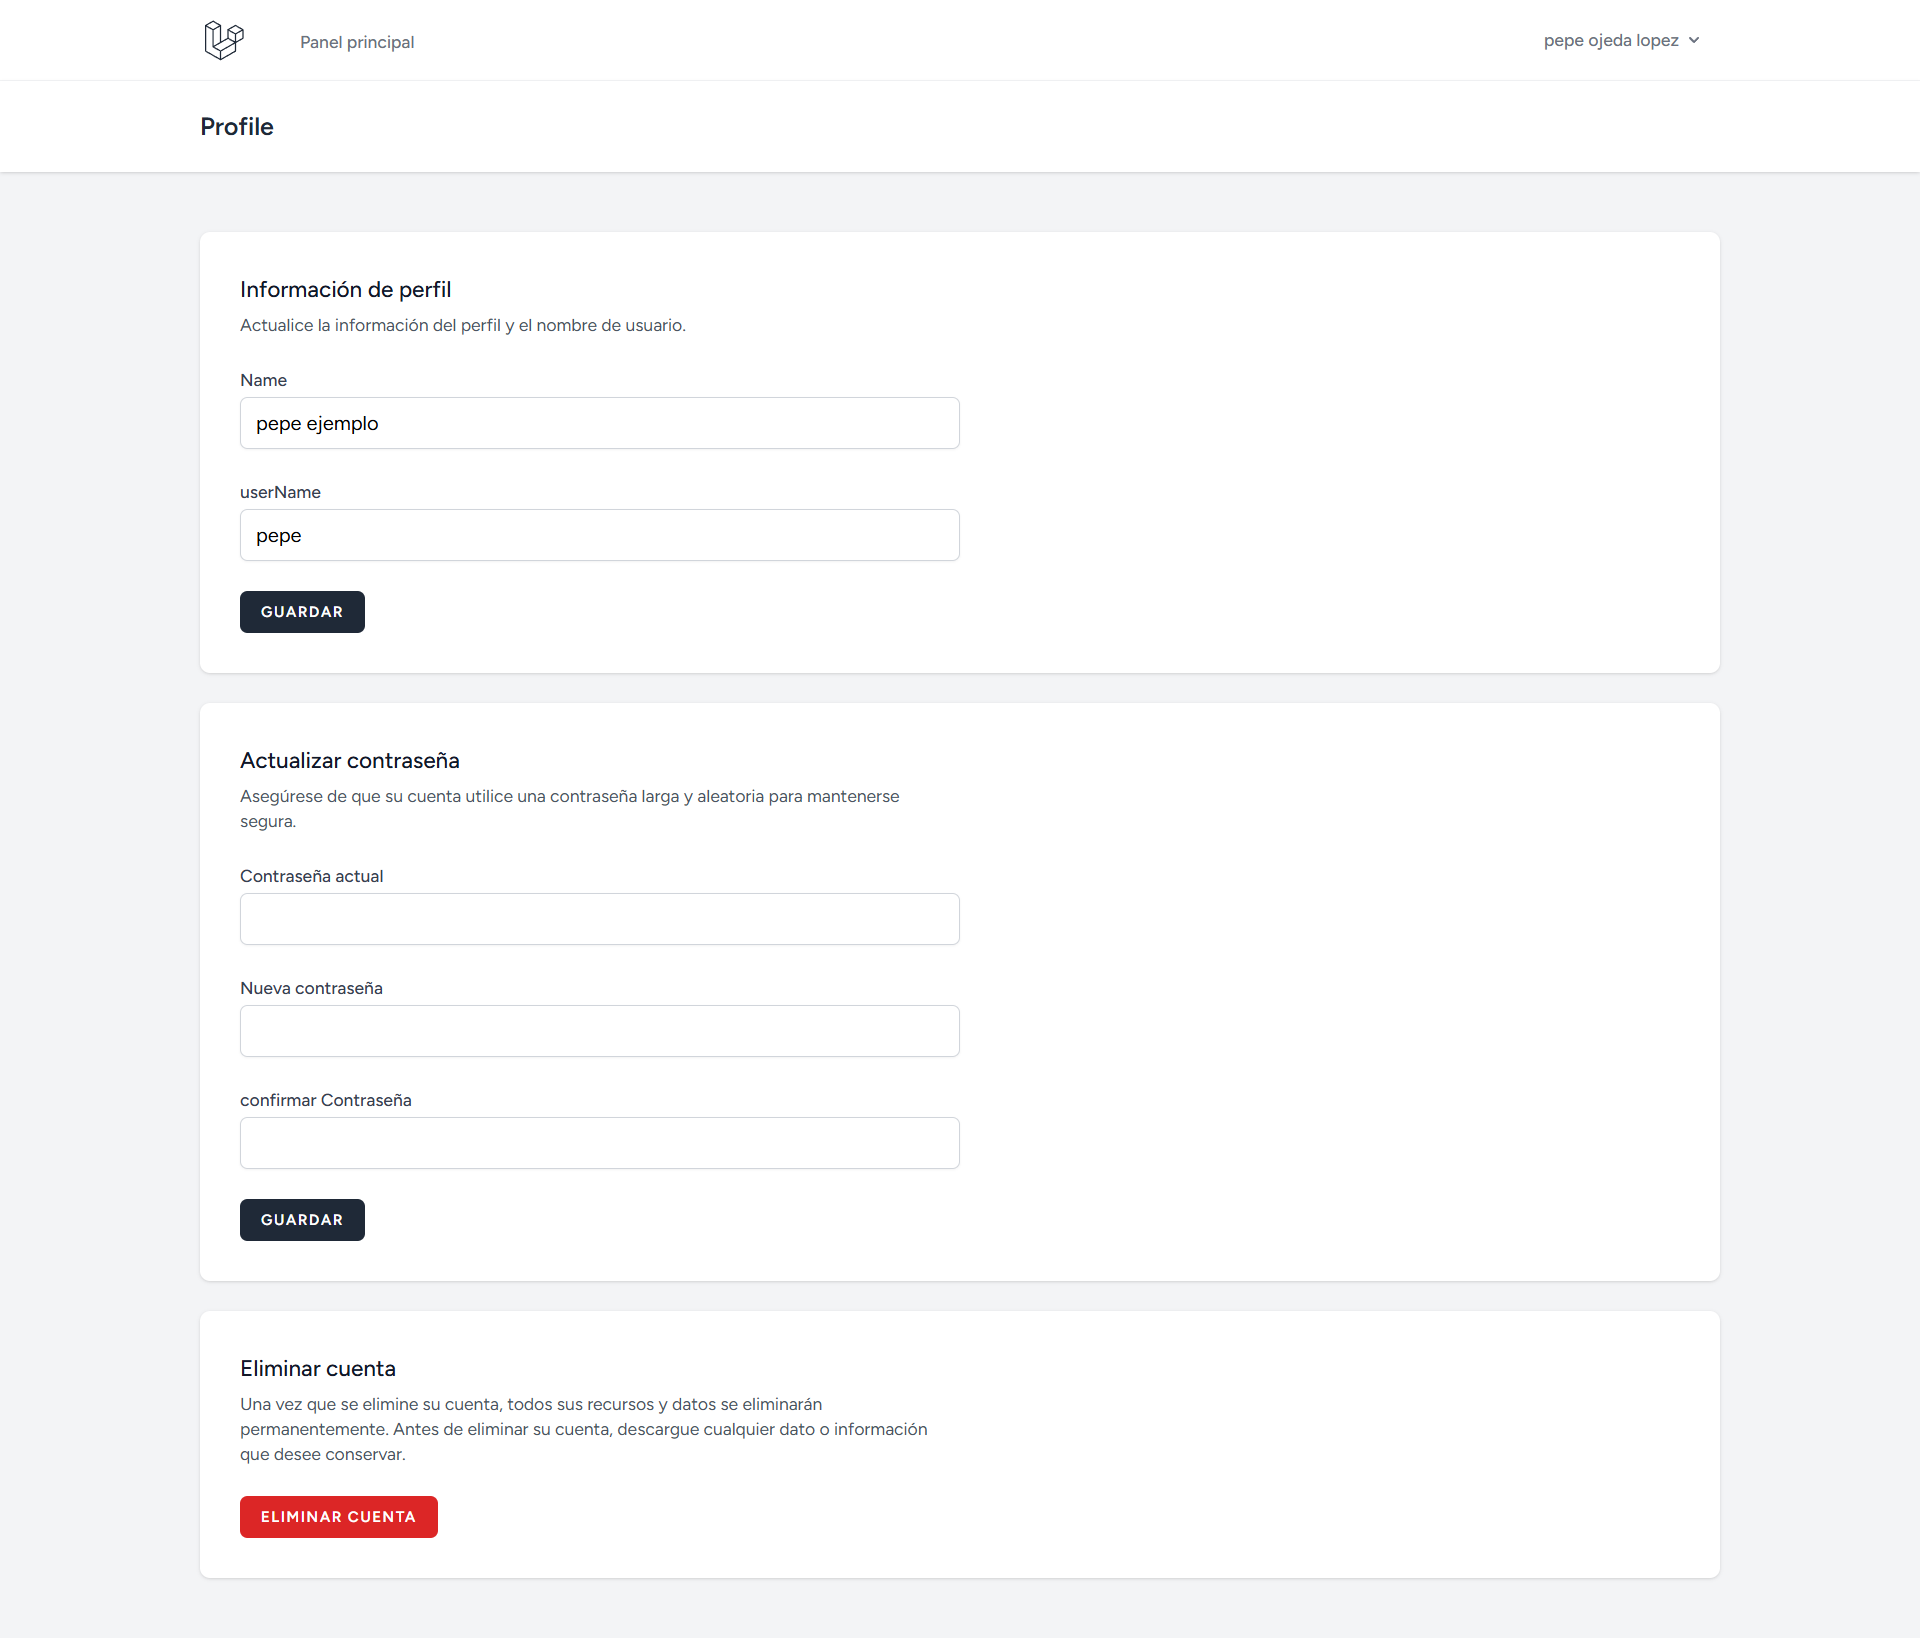 Panel principal
pepe ojeda lopez
Profile
Información de perfil
Actualice la información del perfil y el nombre de usuario.
Name
pepe ejemplo
userName
pepe
GUARDAR
Actualizar contraseña
Asegúrese de que su cuenta utilice una contraseña larga y aleatoria para mantenerse
segura.
Contraseña actual
Nueva contraseña
confirmar Contraseña
GUARDAR
Eliminar cuenta
Una vez que se elimine su cuenta, todos sus recursos y datos se eliminarán
permanentemente. Antes de eliminar su cuenta, descargue cualquier dato o información
que desee conservar.
ELIMINAR CUENTA